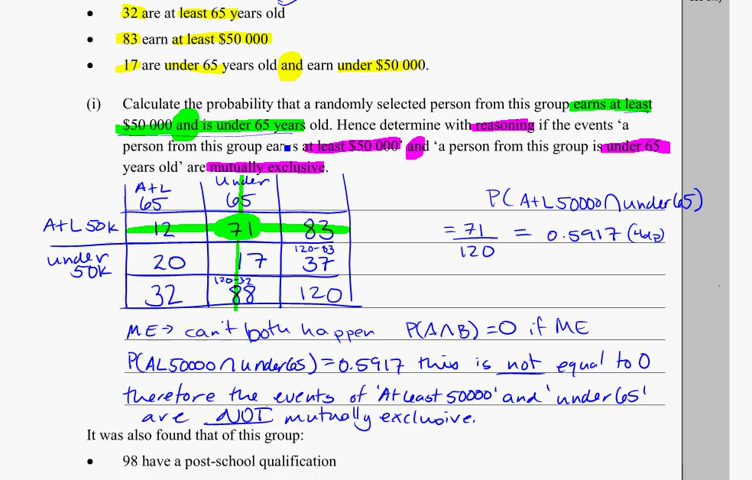 32 are at least 65 years old
83 earn at least $50 000
17 are under 65 years old and earn under $50 000.
(i) Calculate the probability that a randomly selected person from this group earns at least
$50 000 and is under 65 years old. Hence determine with reasoning if the events ‘a
person from this group earns at least $50 000’ and ‘a person from this group is under 65
years old’ are mutually exclusive.
A+L 65 under 65
A+L 50k 12 71 83
under 50k 20 17 120-83 37
32 120-32 88 120
P(A+L50000∩under65)
= 71/120 = 0.5917 (4dp)
ME → can't both happen P(A∩B)=0 if ME
P(AL50000∩under65)=0.5917 this is not equal to 0
therefore the events of 'At least 50000' and 'under 65'
are NOT mutually exclusive.
It was also found that of this group:
98 have a post-school qualification